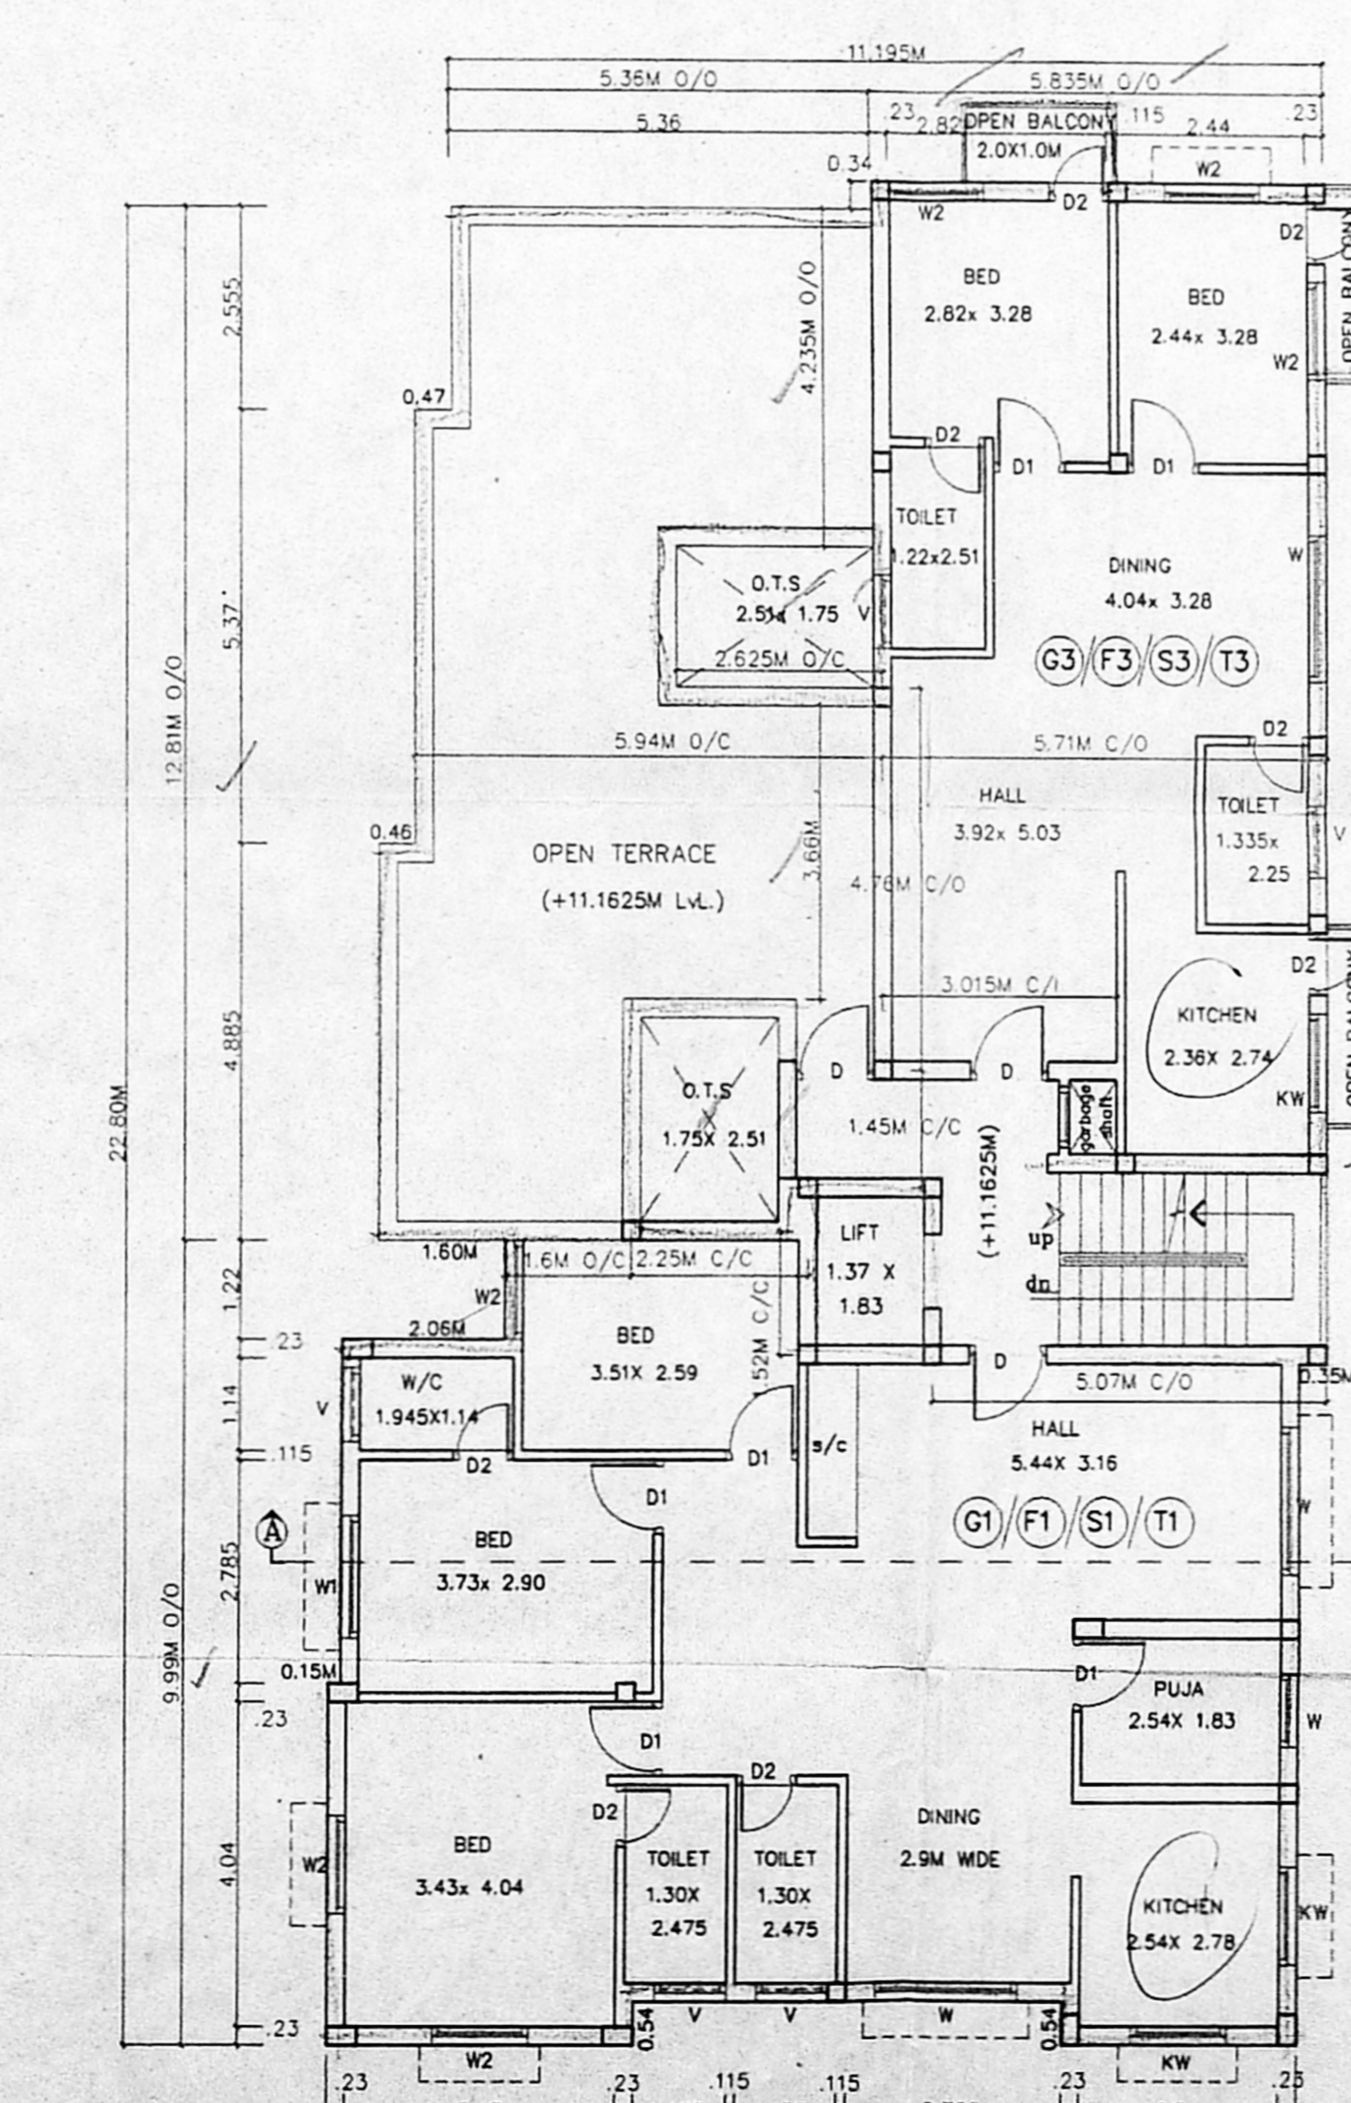 11.195M
5.36M O/O
5.835M O/O
5.36
.23
2.82
OPEN BALCONY
.115
2.44
.23
2.0X1.0M
0.34
W2
D2
W2
D2
BED
2.82x 3.28
BED
2.44x 3.28
W2
OPEN BALCONY
2.555
4.235M O/O
0.47
D2
D1
D1
TOILET
1.22x2.51
DINING
4.04x 3.28
W
O.T.S
2.51x 1.75
V
2.625M O/C
G3/F3/S3/T3
5.37
12.81M O/O
5.94M O/C
5.71M C/O
D2
HALL
3.92x 5.03
TOILET
1.335x
2.25
V
0.46
OPEN TERRACE
(+11.1625M LvL.)
3.66M
4.76M C/O
3.015M C/I
D2
KITCHEN
2.36X 2.74
KW
OPEN BALCONY
4.885
22.80M
O.T.S
1.75X 2.51
D
D
1.45M C/C
garbage
shaft
(+11.1625M)
LIFT
1.37 X
1.83
up
dn
1.60M
1.6M O/C
2.25M C/C
1.22
W2
2.06M
.23
BED
3.51X 2.59
.52M C/C
D
5.07M C/O
0.35M
W/C
1.945X1.14
V
1.14
.115
D2
D1
s/c
HALL
5.44X 3.16
W
G1/F1/S1/T1
D1
A
BED
3.73x 2.90
W1
2.785
9.99M O/O
0.15M
.23
D1
PUJA
2.54X 1.83
W
D1
D2
D2
BED
3.43x 4.04
W2
4.04
TOILET
1.30X
2.475
TOILET
1.30X
2.475
DINING
2.9M WIDE
KITCHEN
2.54X 2.78
KW
.23
W2
0.54
V
V
W
0.54
KW
.23
.23
.115
.115
.23
.23